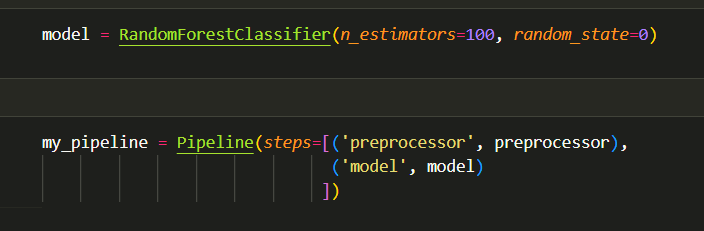 model = RandomForestClassifier(n_estimators=100, random_state=0)
my_pipeline = Pipeline(steps=[('preprocessor', preprocessor),
('model', model)
])